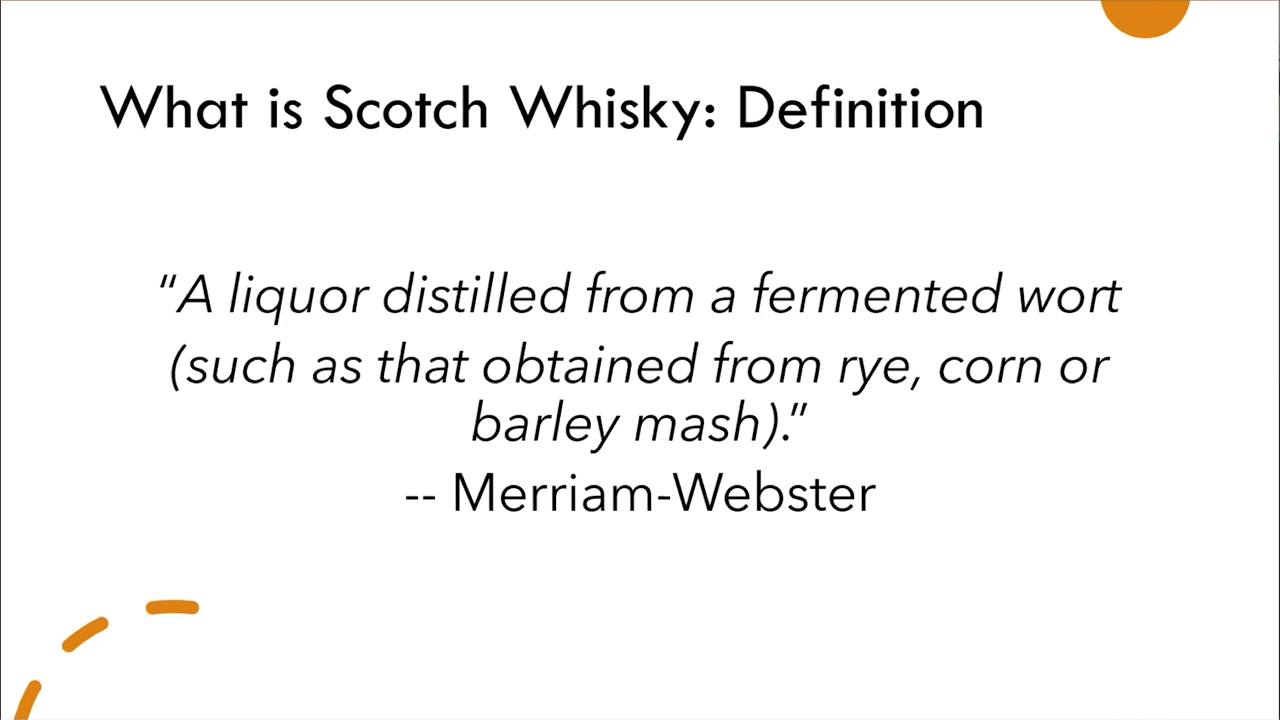 What is Scotch Whisky: Definition
“A liquor distilled from a fermented wort
(such as that obtained from rye, corn or
barley mash).”
-- Merriam-Webster